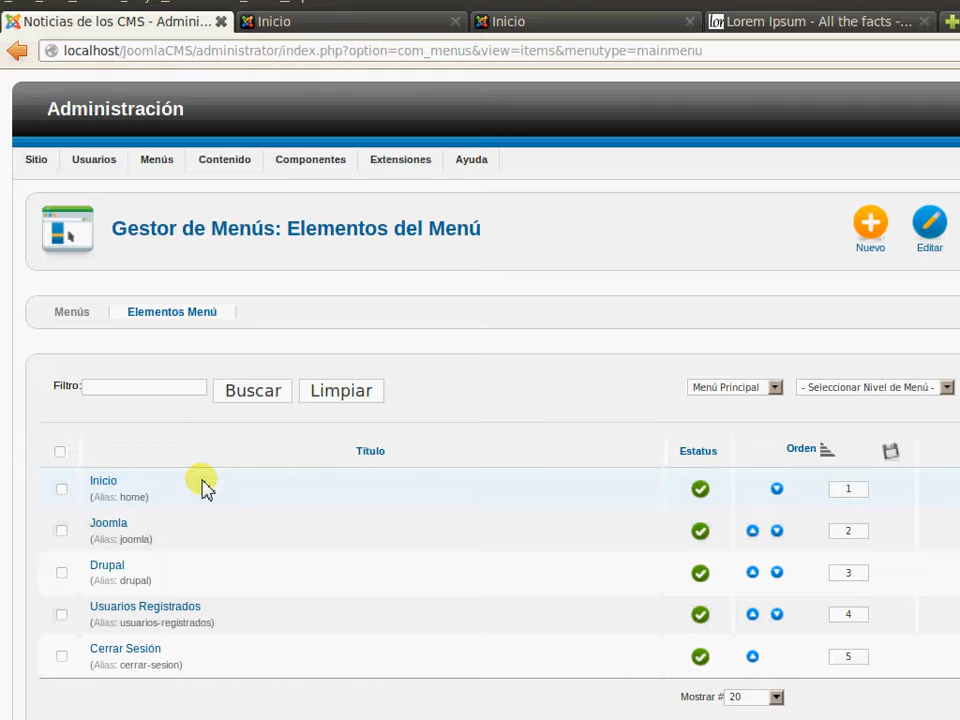 Noticias de los CMS - Admini... Inicio Inicio Lorem Ipsum - All the facts -...
localhost/JoomlaCMS/administrator/index.php?option=com_menus&view=items&menutype=mainmenu
Administración
Sitio Usuarios Menús Contenido Componentes Extensiones Ayuda
Gestor de Menús: Elementos del Menú
Nuevo Editar
Menús Elementos Menú
Filtro: Buscar Limpiar Menú Principal - Seleccionar Nivel de Menú -
Título Estatus Orden
Inicio 1
(Alias: home)
Joomla 2
(Alias: joomla)
Drupal 3
(Alias: drupal)
Usuarios Registrados 4
(Alias: usuarios-registrados)
Cerrar Sesión 5
(Alias: cerrar-sesion)
Mostrar # 20